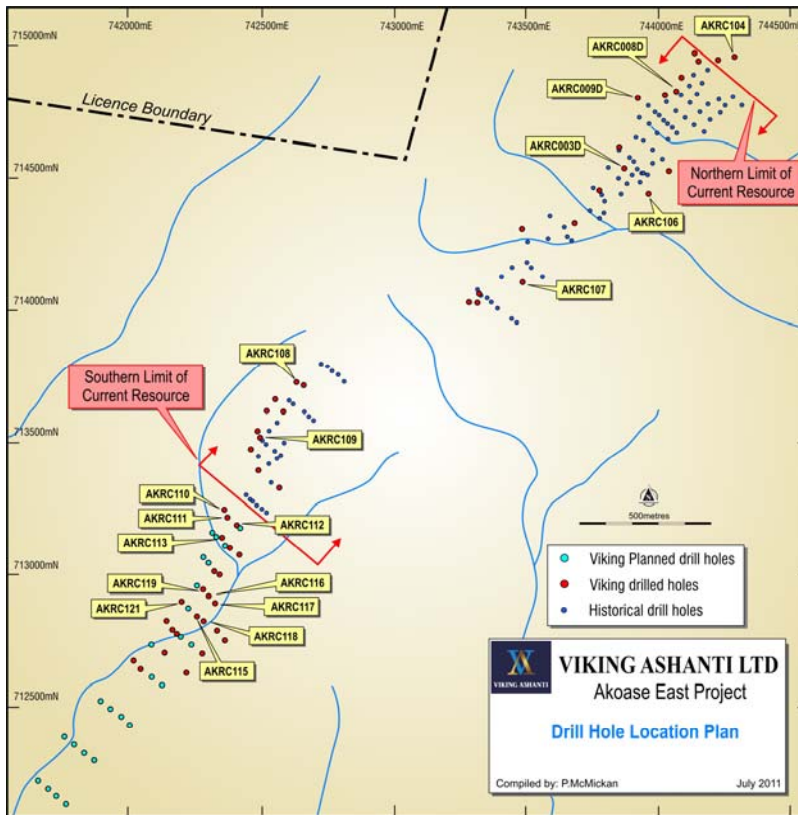 742000mE
742500mE
743000mE
743500mE
744000mE
744500mE
715000mN
714500mN
714000mN
713500mN
713000mN
712500mN
Licence Boundary
AKRC104
AKRC008D
AKRC009D
AKRC003D
Northern Limit of
Current Resource
AKRC106
AKRC107
AKRC108
Southern Limit of
Current Resource
AKRC109
AKRC110
AKRC111
AKRC112
AKRC113
AKRC119
AKRC116
AKRC121
AKRC117
AKRC118
AKRC115
500metres
Viking Planned drill holes
Viking drilled holes
Historical drill holes
VIKING ASHANTI
VIKING ASHANTI LTD
Akoase East Project
Drill Hole Location Plan
Compiled by: P.McMickan
July 2011